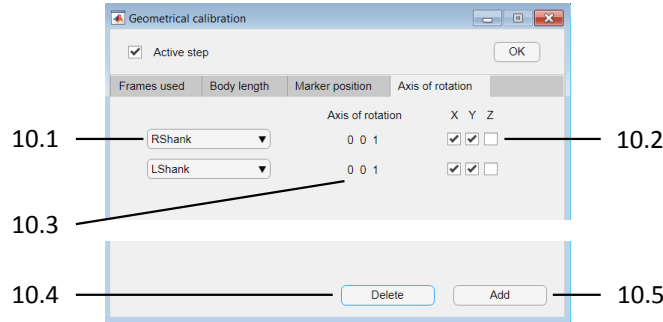 Geometrical calibration
Active step
OK
Frames used Body length Marker position Axis of rotation
Axis of rotation X Y Z
10.1 RShank 0 0 1 10.2
LShank 0 0 1
10.3
10.4 Delete Add 10.5